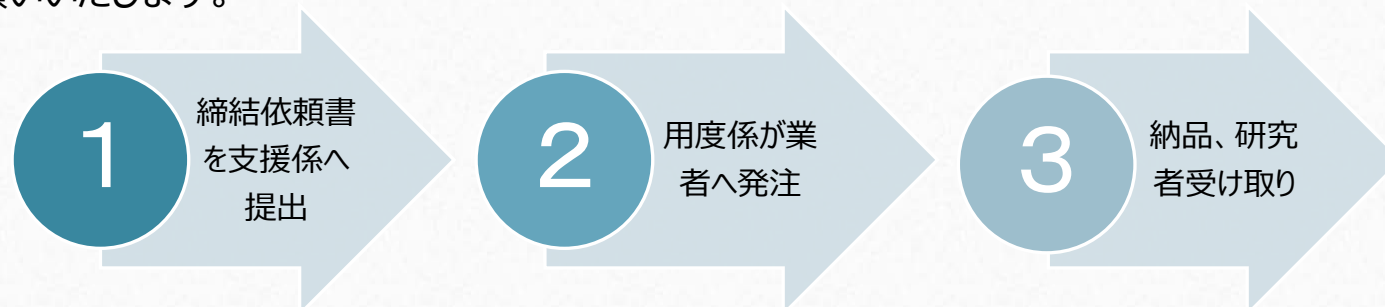 いいたします。
1
締結依頼書
を支援係へ
提出
2
用度係が業
者へ発注
3
納品、研究
者受け取り